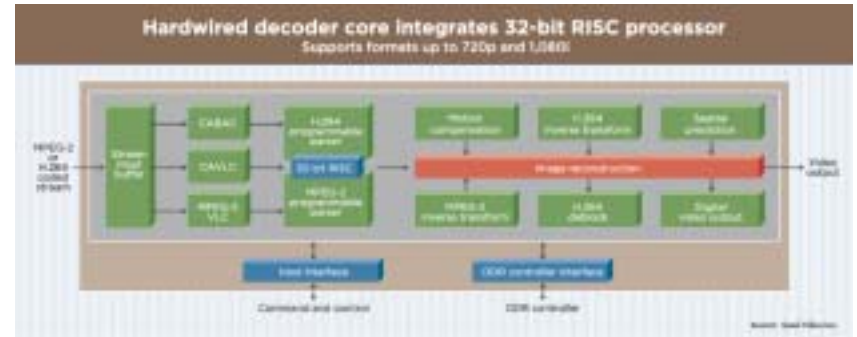 Hardwired decoder core integrates 32-bit RISC processor
Supports formats up to 720p and 1,080i
MPEG-2
or
H.264
coded
stream
Stream
input
buffer
CABAC
CAVLC
MPEG-2
VLC
H.264
programmable
parser
32-bit RISC
MPEG-2
programmable
parser
Motion
compensation
H.264
inverse transform
Spatial
prediction
Image reconstruction
MPEG-2
inverse transform
H.264
deblock
Digital
video output
Video
output
Host interface
DDR controller interface
Command and control
DDR controller
Source: